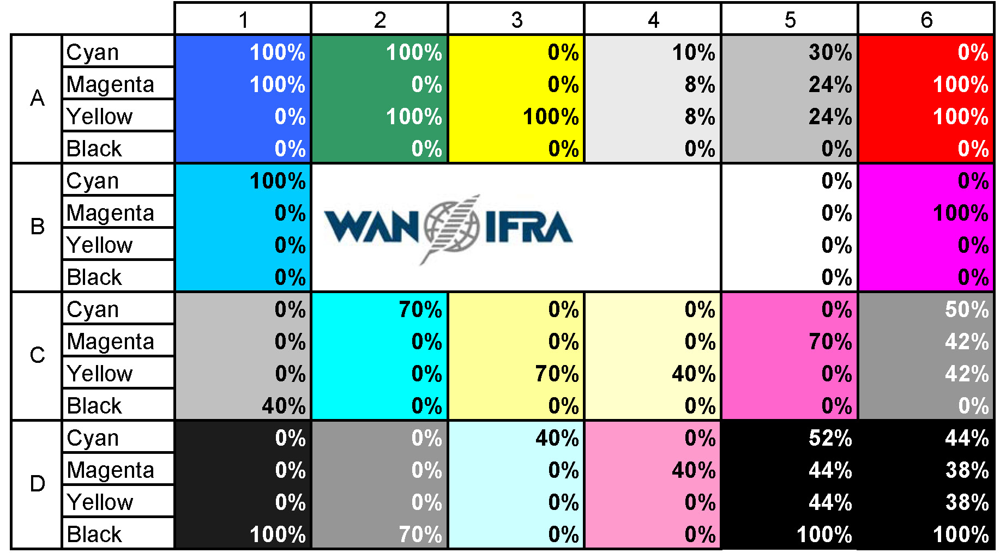 1 2 3 4 5 6
A Cyan 100% 100% 0% 10% 30% 0%
Magenta 100% 0% 0% 8% 24% 100%
Yellow 0% 100% 100% 8% 24% 100%
Black 0% 0% 0% 0% 0% 0%
B Cyan 100% 0% 0%
Magenta 0% 0% 100%
Yellow 0% 0% 0%
Black 0% 0% 0%
WAN IFRA
C Cyan 0% 70% 0% 0% 0% 50%
Magenta 0% 0% 0% 0% 70% 42%
Yellow 0% 0% 70% 40% 0% 42%
Black 40% 0% 0% 0% 0% 0%
D Cyan 0% 0% 40% 0% 52% 44%
Magenta 0% 0% 0% 40% 44% 38%
Yellow 0% 0% 0% 0% 44% 38%
Black 100% 70% 0% 0% 100% 100%